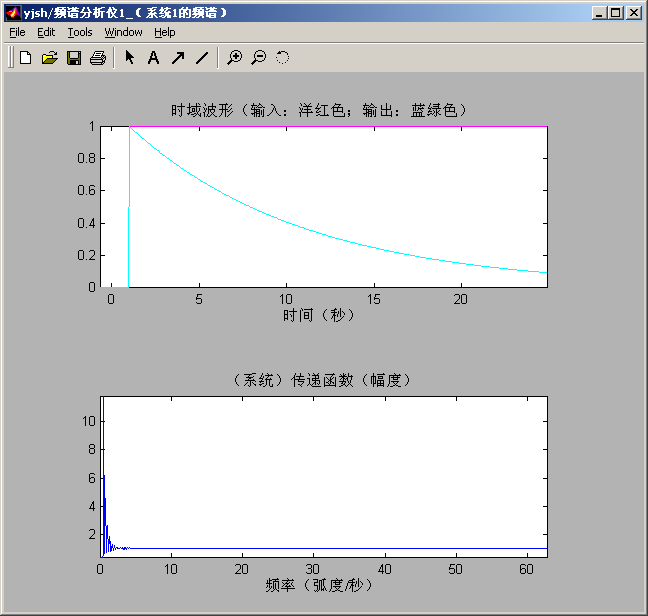 yjsh/频谱分析仪1_（系统1的频谱）
File Edit Tools Window Help
A
时域波形（输入：洋红色；输出：蓝绿色）
1
0.8
0.6
0.4
0.2
0
0 5 10 15 20
时间（秒）
（系统）传递函数（幅度）
10
8
6
4
2
0 10 20 30 40 50 60
频率（弧度/秒）